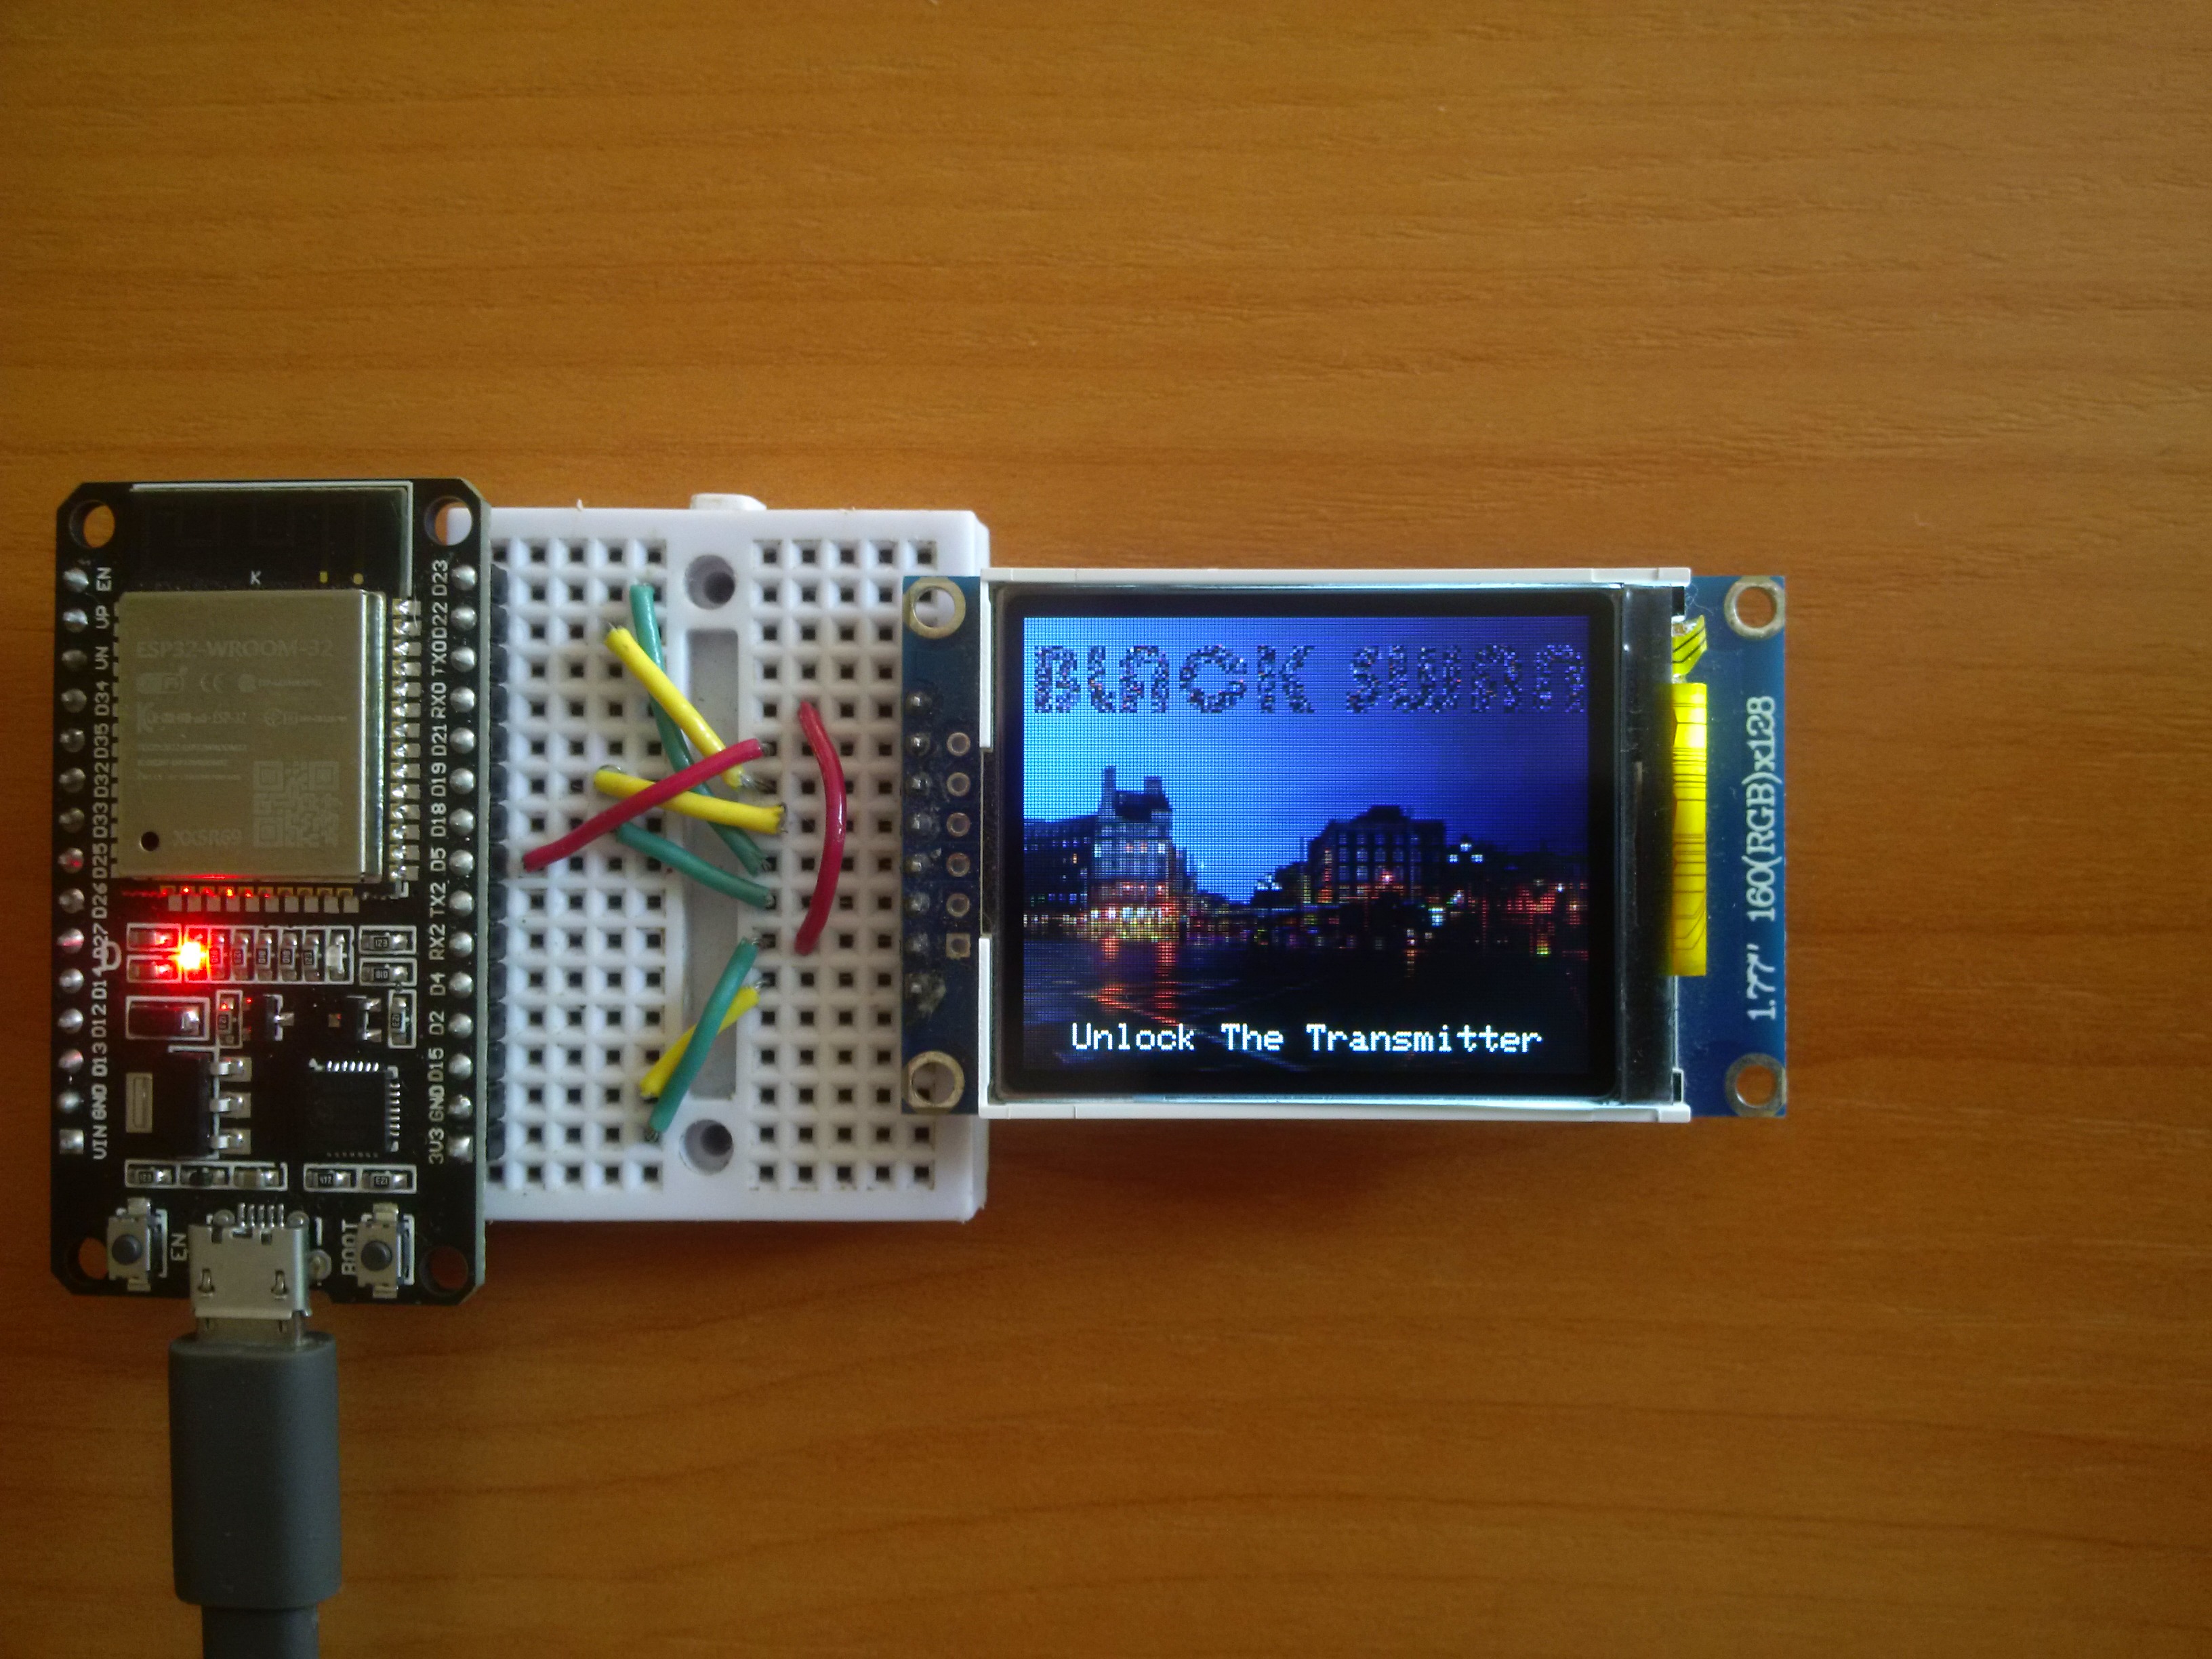 BLACK SWAN
Unlock The Transmitter
1.77" 160(RGB)x128
ESP32-WROOM-32
XX5R69
EN
VP
VN
D34
D35
D32
D33
D25
D26
D27
D14
D12
D13
GND
VIN
D23
D22
TX0
RX0
D21
D19
D18
D5
TX2
RX2
D4
D2
D15
GND
3V3
EN
BOOT